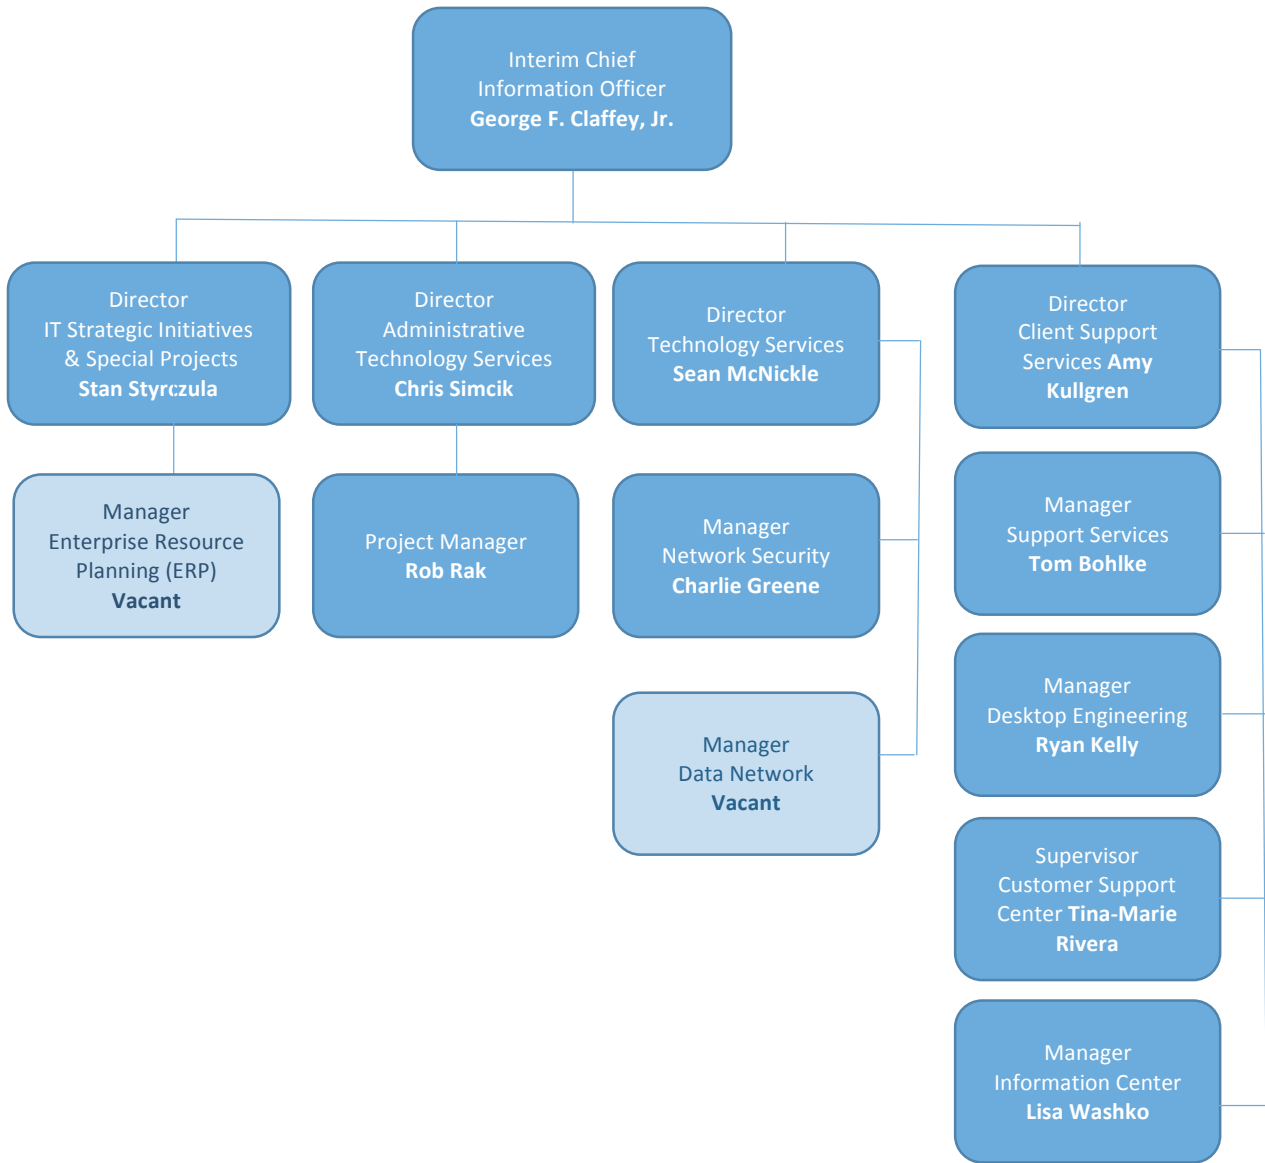 Interim Chief
Information Officer
George F. Claffey, Jr.
Director
IT Strategic Initiatives
& Special Projects
Stan Styrczula
Director
Administrative
Technology Services
Chris Simcik
Director
Technology Services
Sean McNickle
Director
Client Support
Services Amy
Kullgren
Manager
Enterprise Resource
Planning (ERP)
Vacant
Project Manager
Rob Rak
Manager
Network Security
Charlie Greene
Manager
Support Services
Tom Bohlke
Manager
Data Network
Vacant
Manager
Desktop Engineering
Ryan Kelly
Supervisor
Customer Support
Center Tina-Marie
Rivera
Manager
Information Center
Lisa Washko